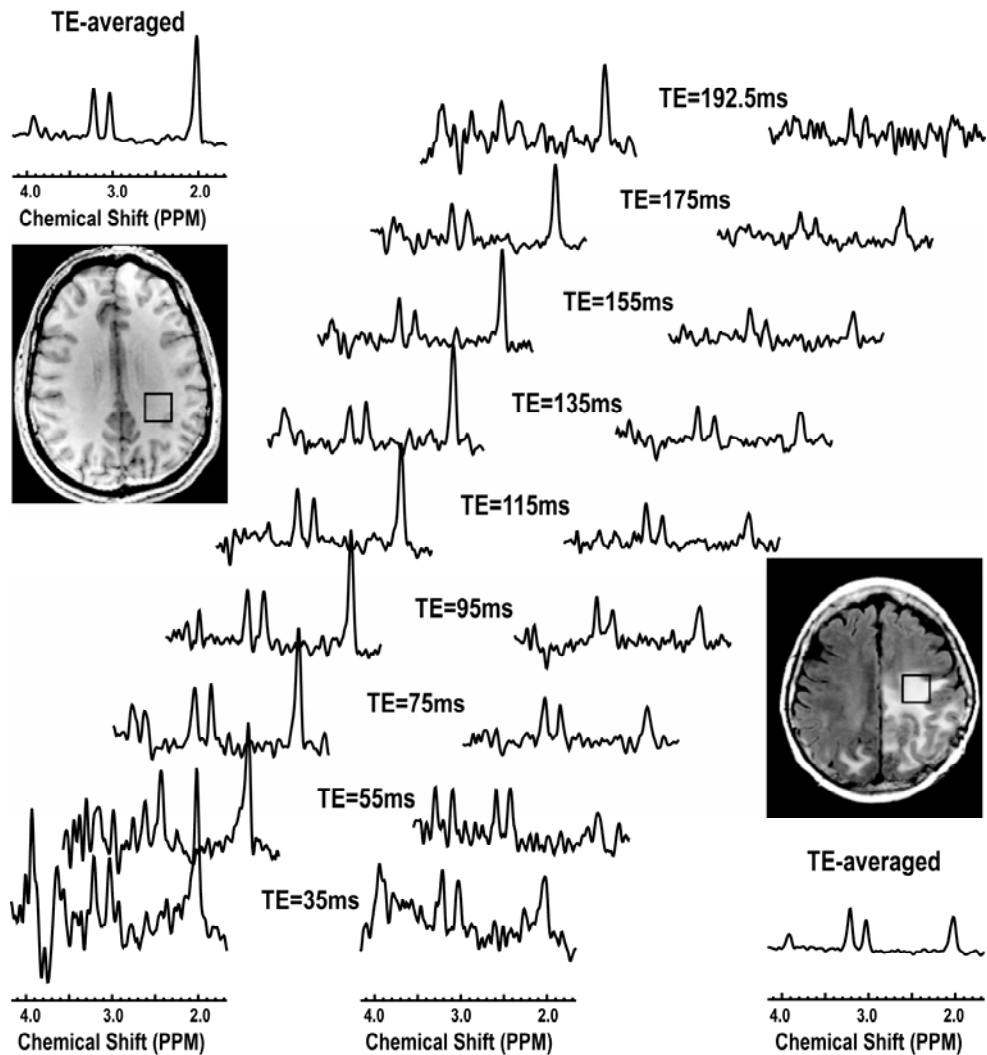 TE-averaged
4.0 3.0 2.0
Chemical Shift (PPM)
TE=192.5ms
TE=175ms
TE=155ms
TE=135ms
TE=115ms
TE=95ms
TE=75ms
TE=55ms
TE=35ms
TE-averaged
4.0 3.0 2.0 4.0 3.0 2.0 4.0 3.0 2.0
Chemical Shift (PPM) Chemical Shift (PPM) Chemical Shift (PPM)